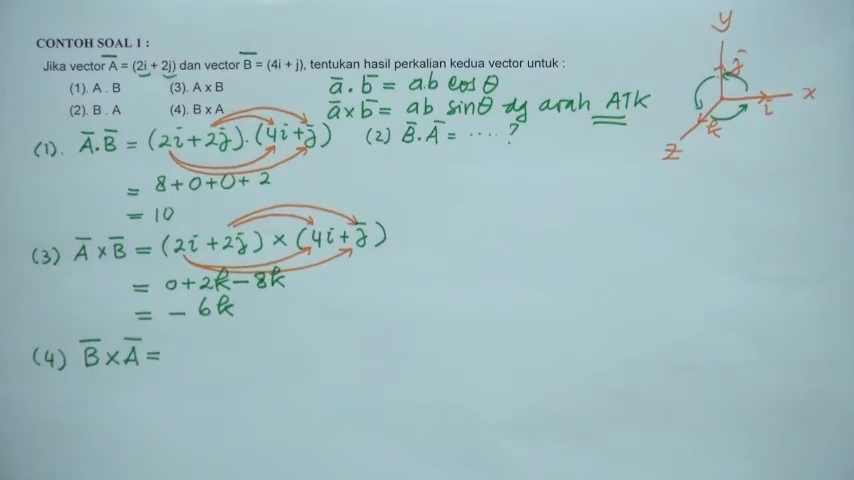 CONTOH SOAL 1 :
Jika vector A̅ = (2i + 2j) dan vector B̅ = (4i + j), tentukan hasil perkalian kedua vector untuk :
(1). A . B (3). A x B
(2). B . A (4). B x A
a̅ . b̅ = ab cos θ
a̅ x b̅ = ab sin θ dg arah ATK
(1). A̅.B̅ = (2i̅ + 2j̅).(4i̅ + j̅) (2) B̅.A̅ = .... ?
= 8 + 0 + 0 + 2
= 10
(3) A̅ x B̅ = (2i + 2j) x (4i + j̅)
= 0 + 2k - 8k
= - 6k
(4) B̅ x A̅ =
y
j̅
x
i
k
z